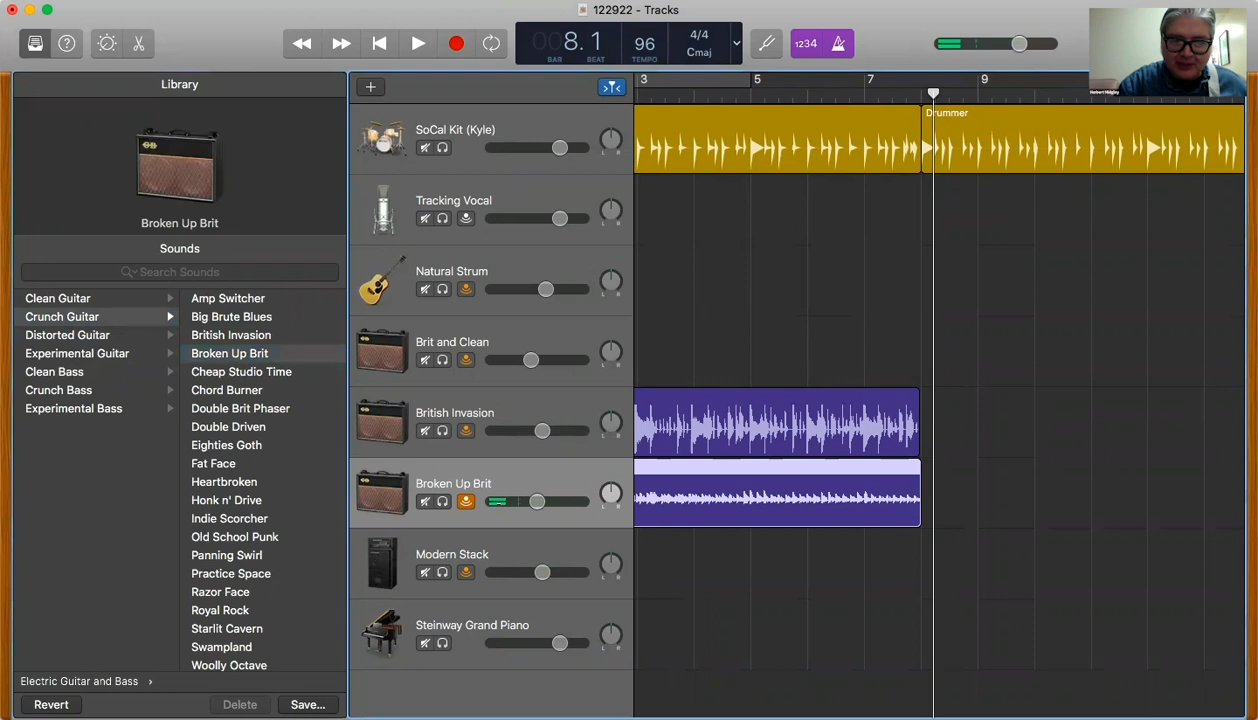 122922 - Tracks
008.1
BAR
BEAT
96
TEMPO
4/4
Cmaj
1234
Library
3
5
7
9
Drummer
Broken Up Brit
Sounds
Search Sounds
Clean Guitar
Crunch Guitar
Distorted Guitar
Experimental Guitar
Clean Bass
Crunch Bass
Experimental Bass
Amp Switcher
Big Brute Blues
British Invasion
Broken Up Brit
Cheap Studio Time
Chord Burner
Double Brit Phaser
Double Driven
Eighties Goth
Fat Face
Heartbroken
Honk n' Drive
Indie Scorcher
Old School Punk
Panning Swirl
Practice Space
Razor Face
Royal Rock
Starlit Cavern
Swampland
Woolly Octave
Electric Guitar and Bass
Revert
Delete
Save...
SoCal Kit (Kyle)
L R
Tracking Vocal
L R
Natural Strum
L R
Brit and Clean
L R
British Invasion
L R
Broken Up Brit
L R
Modern Stack
L R
Steinway Grand Piano
L R